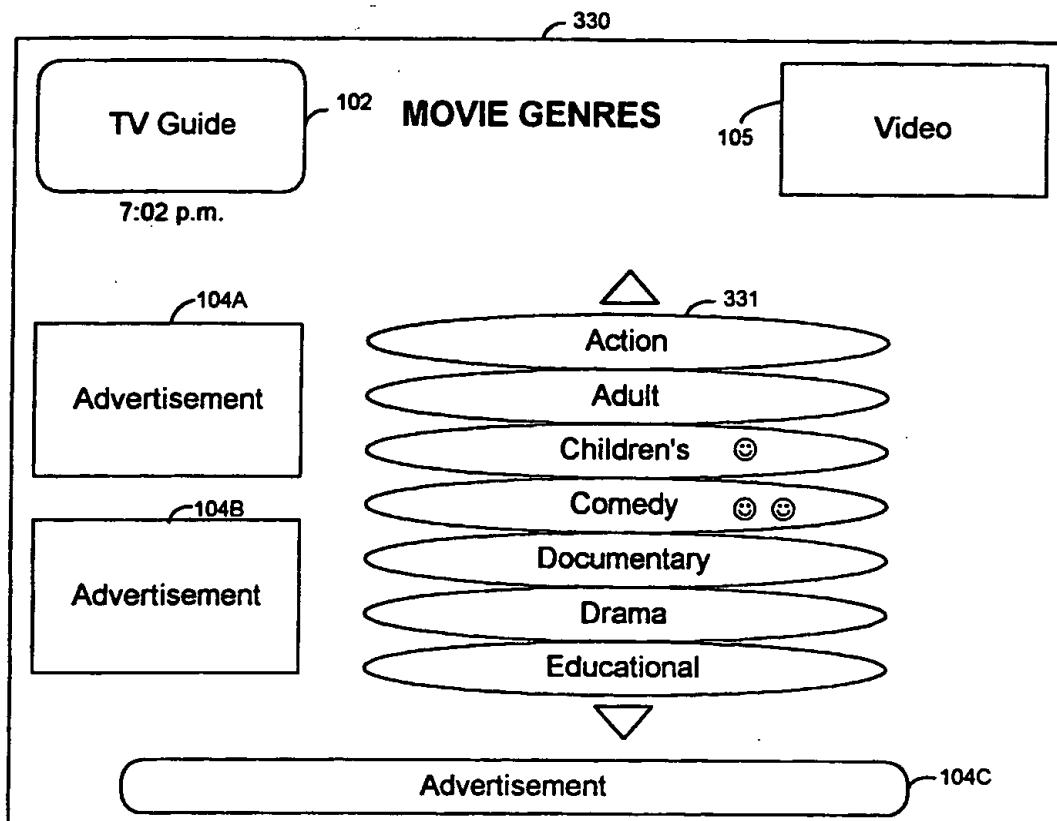 330
TV Guide
102
MOVIE GENRES
105
Video
7:02 p.m.
104A
Advertisement
104B
Advertisement
331
Action
Adult
Children's
Comedy
Documentary
Drama
Educational
Advertisement
104C